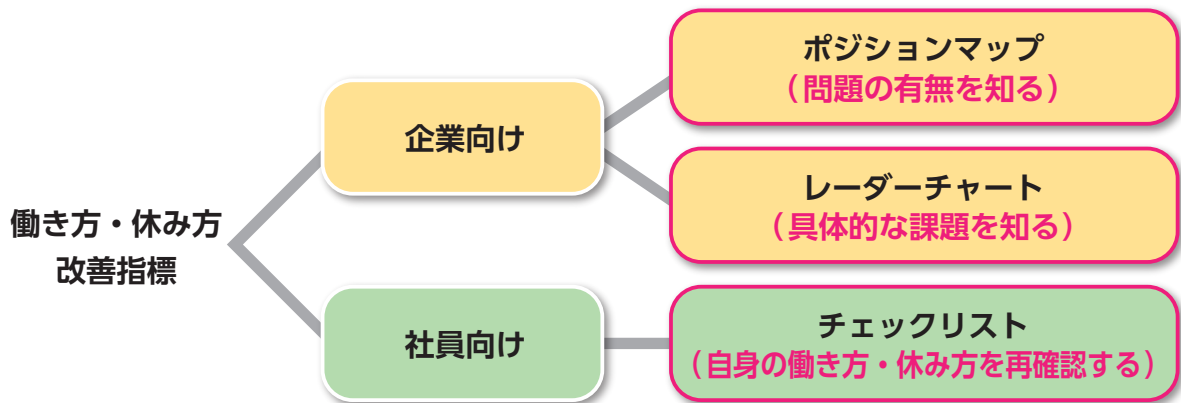 働き方・休み方
改善指標
企業向け
ポジションマップ
（問題の有無を知る）
レーダーチャート
（具体的な課題を知る）
社員向け
チェックリスト
（自身の働き方・休み方を再確認する）